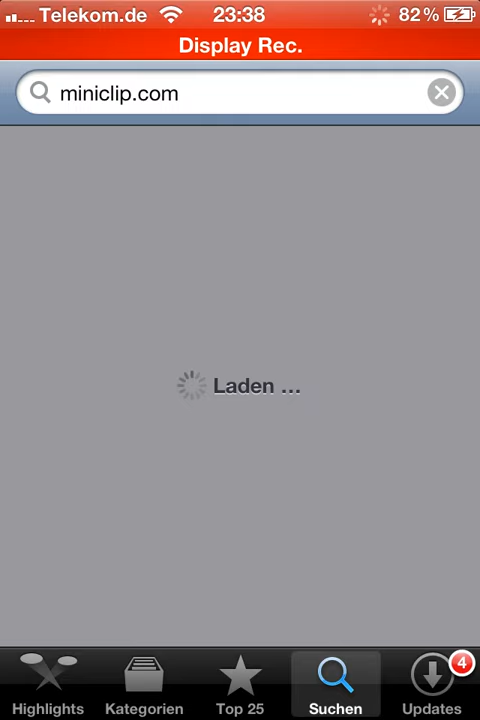 Telekom.de 23:38 82%
Display Rec.
miniclip.com
Laden ...
4
Highlights Kategorien Top 25 Suchen Updates